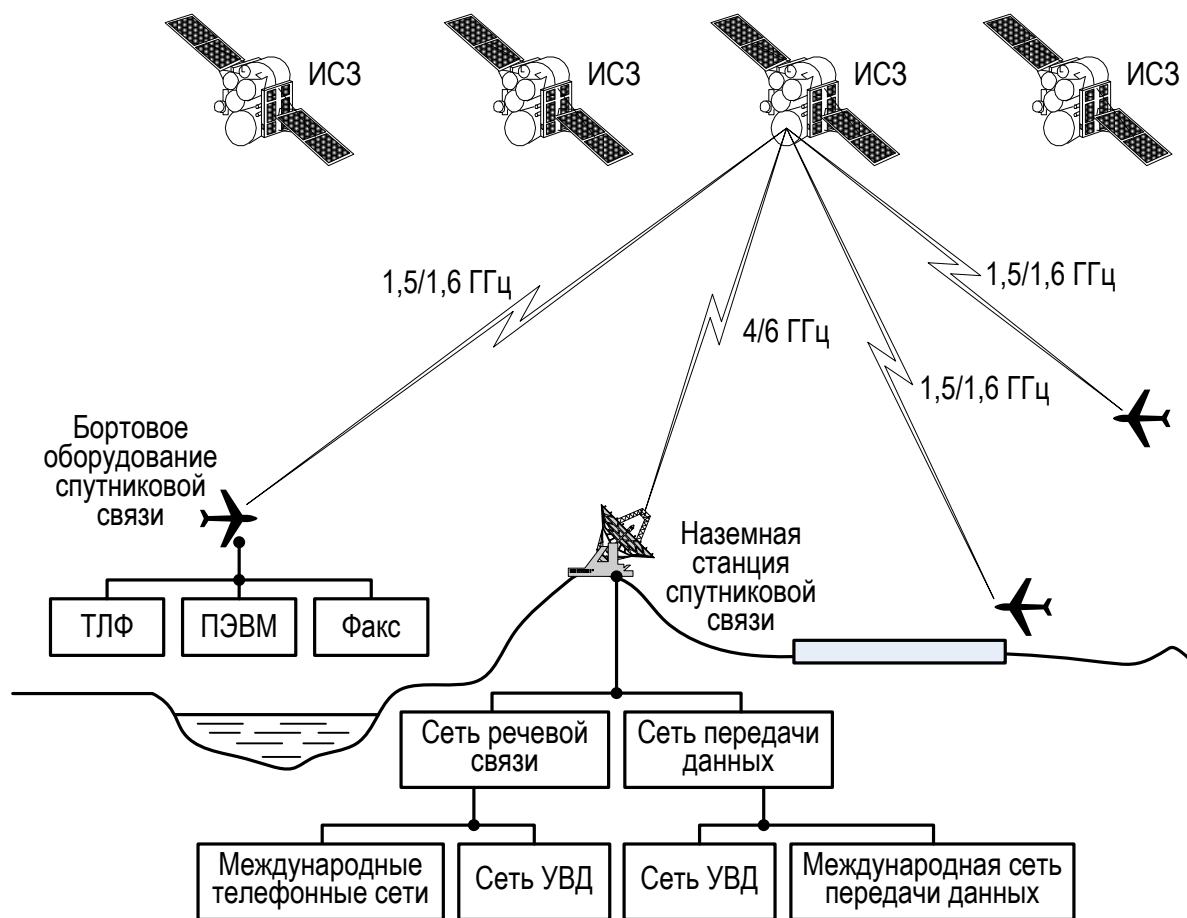 ИСЗ
ИСЗ
ИСЗ
ИСЗ
1,5/1,6 ГГц
1,5/1,6 ГГц
4/6 ГГц
1,5/1,6 ГГц
Бортовое
оборудование
спутниковой
связи
Наземная
станция
спутниковой
связи
ТЛФ
ПЭВМ
Факс
Сеть речевой
связи
Сеть передачи
данных
Международные
телефонные сети
Сеть УВД
Сеть УВД
Международная сеть
передачи данных